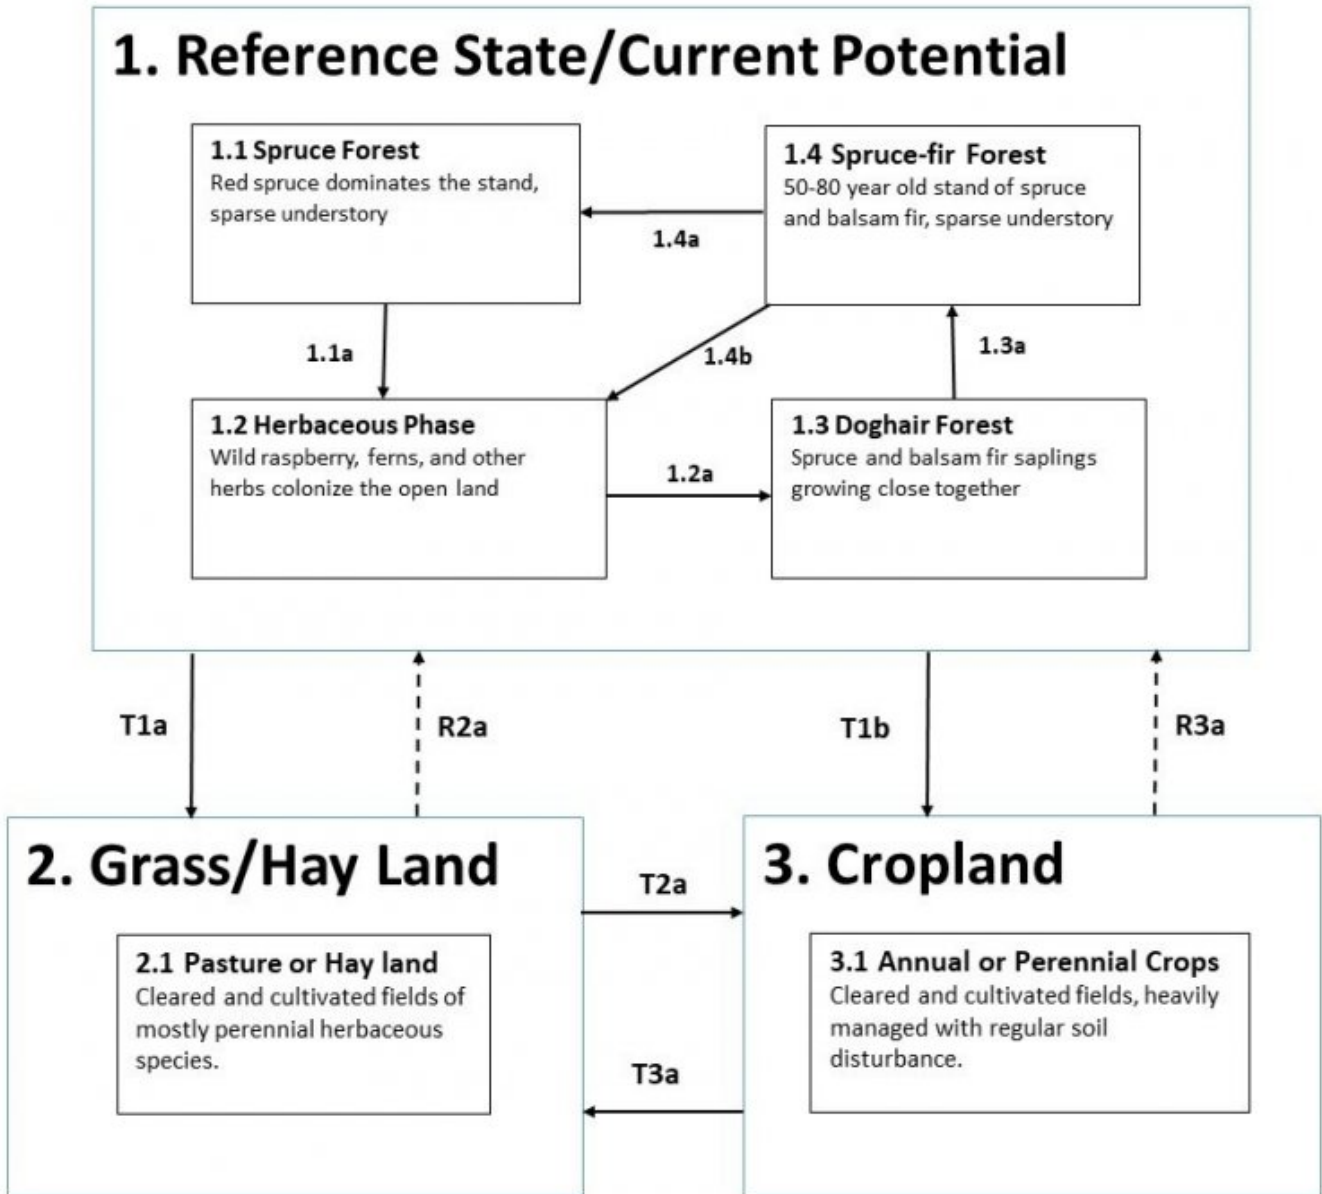 1. Reference State/Current Potential
1.1 Spruce Forest
Red spruce dominates the stand,
sparse understory
1.4 Spruce-fir Forest
50-80 year old stand of spruce
and balsam fir, sparse understory
1.4a
1.1a
1.4b
1.3a
1.2 Herbaceous Phase
Wild raspberry, ferns, and other
herbs colonize the open land
1.2a
1.3 Doghair Forest
Spruce and balsam fir saplings
growing close together
T1a
R2a
T1b
R3a
2. Grass/Hay Land
2.1 Pasture or Hay land
Cleared and cultivated fields of
mostly perennial herbaceous
species.
T2a
T3a
3. Cropland
3.1 Annual or Perennial Crops
Cleared and cultivated fields, heavily
managed with regular soil
disturbance.